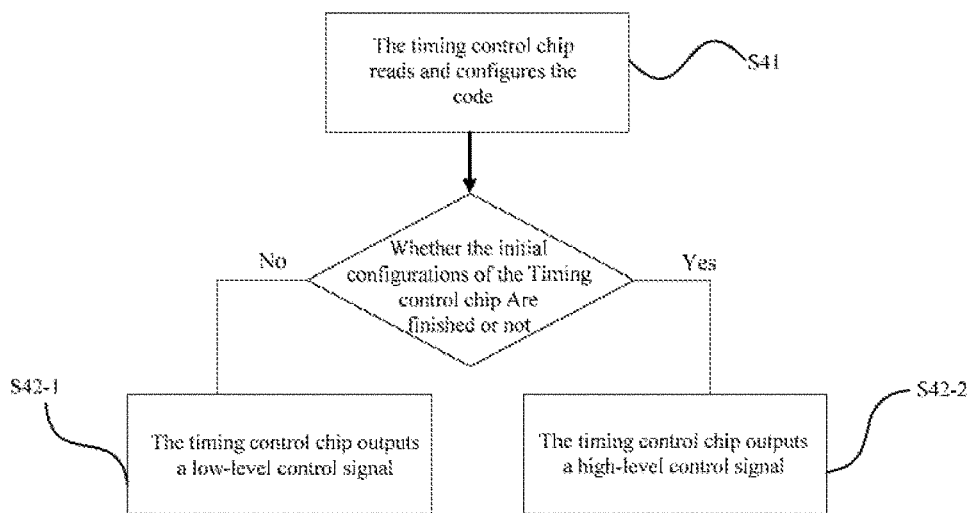 The timing control chip
reads and configures the
code
S41
Whether the initial
configurations of the Timing
control chip Are
finished or not
No
Yes
S42-1
S42-2
The timing control chip outputs
a low-level control signal
The timing control chip outputs
a high-level control signal